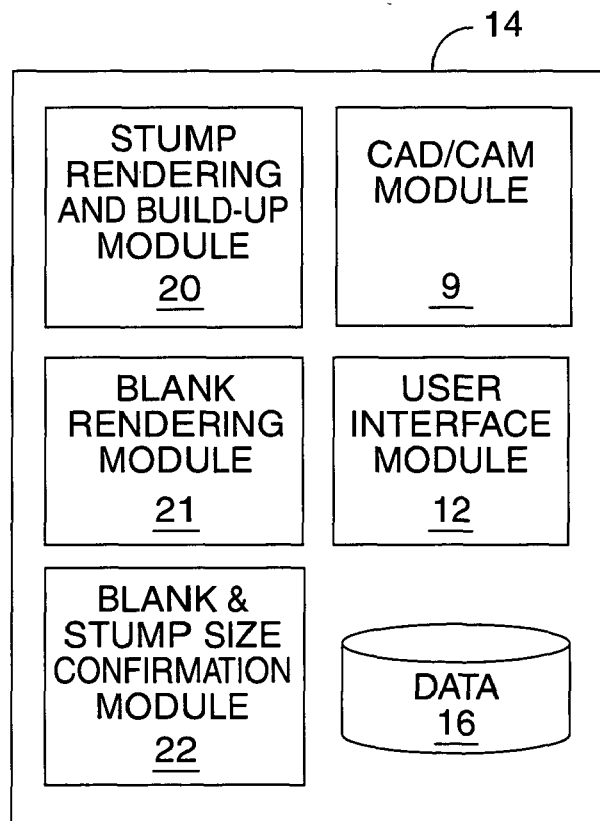 14
STUMP
RENDERING
AND BUILD-UP
MODULE
20
CAD/CAM
MODULE
9
BLANK
RENDERING
MODULE
21
USER
INTERFACE
MODULE
12
BLANK &
STUMP SIZE
CONFIRMATION
MODULE
22
DATA
16